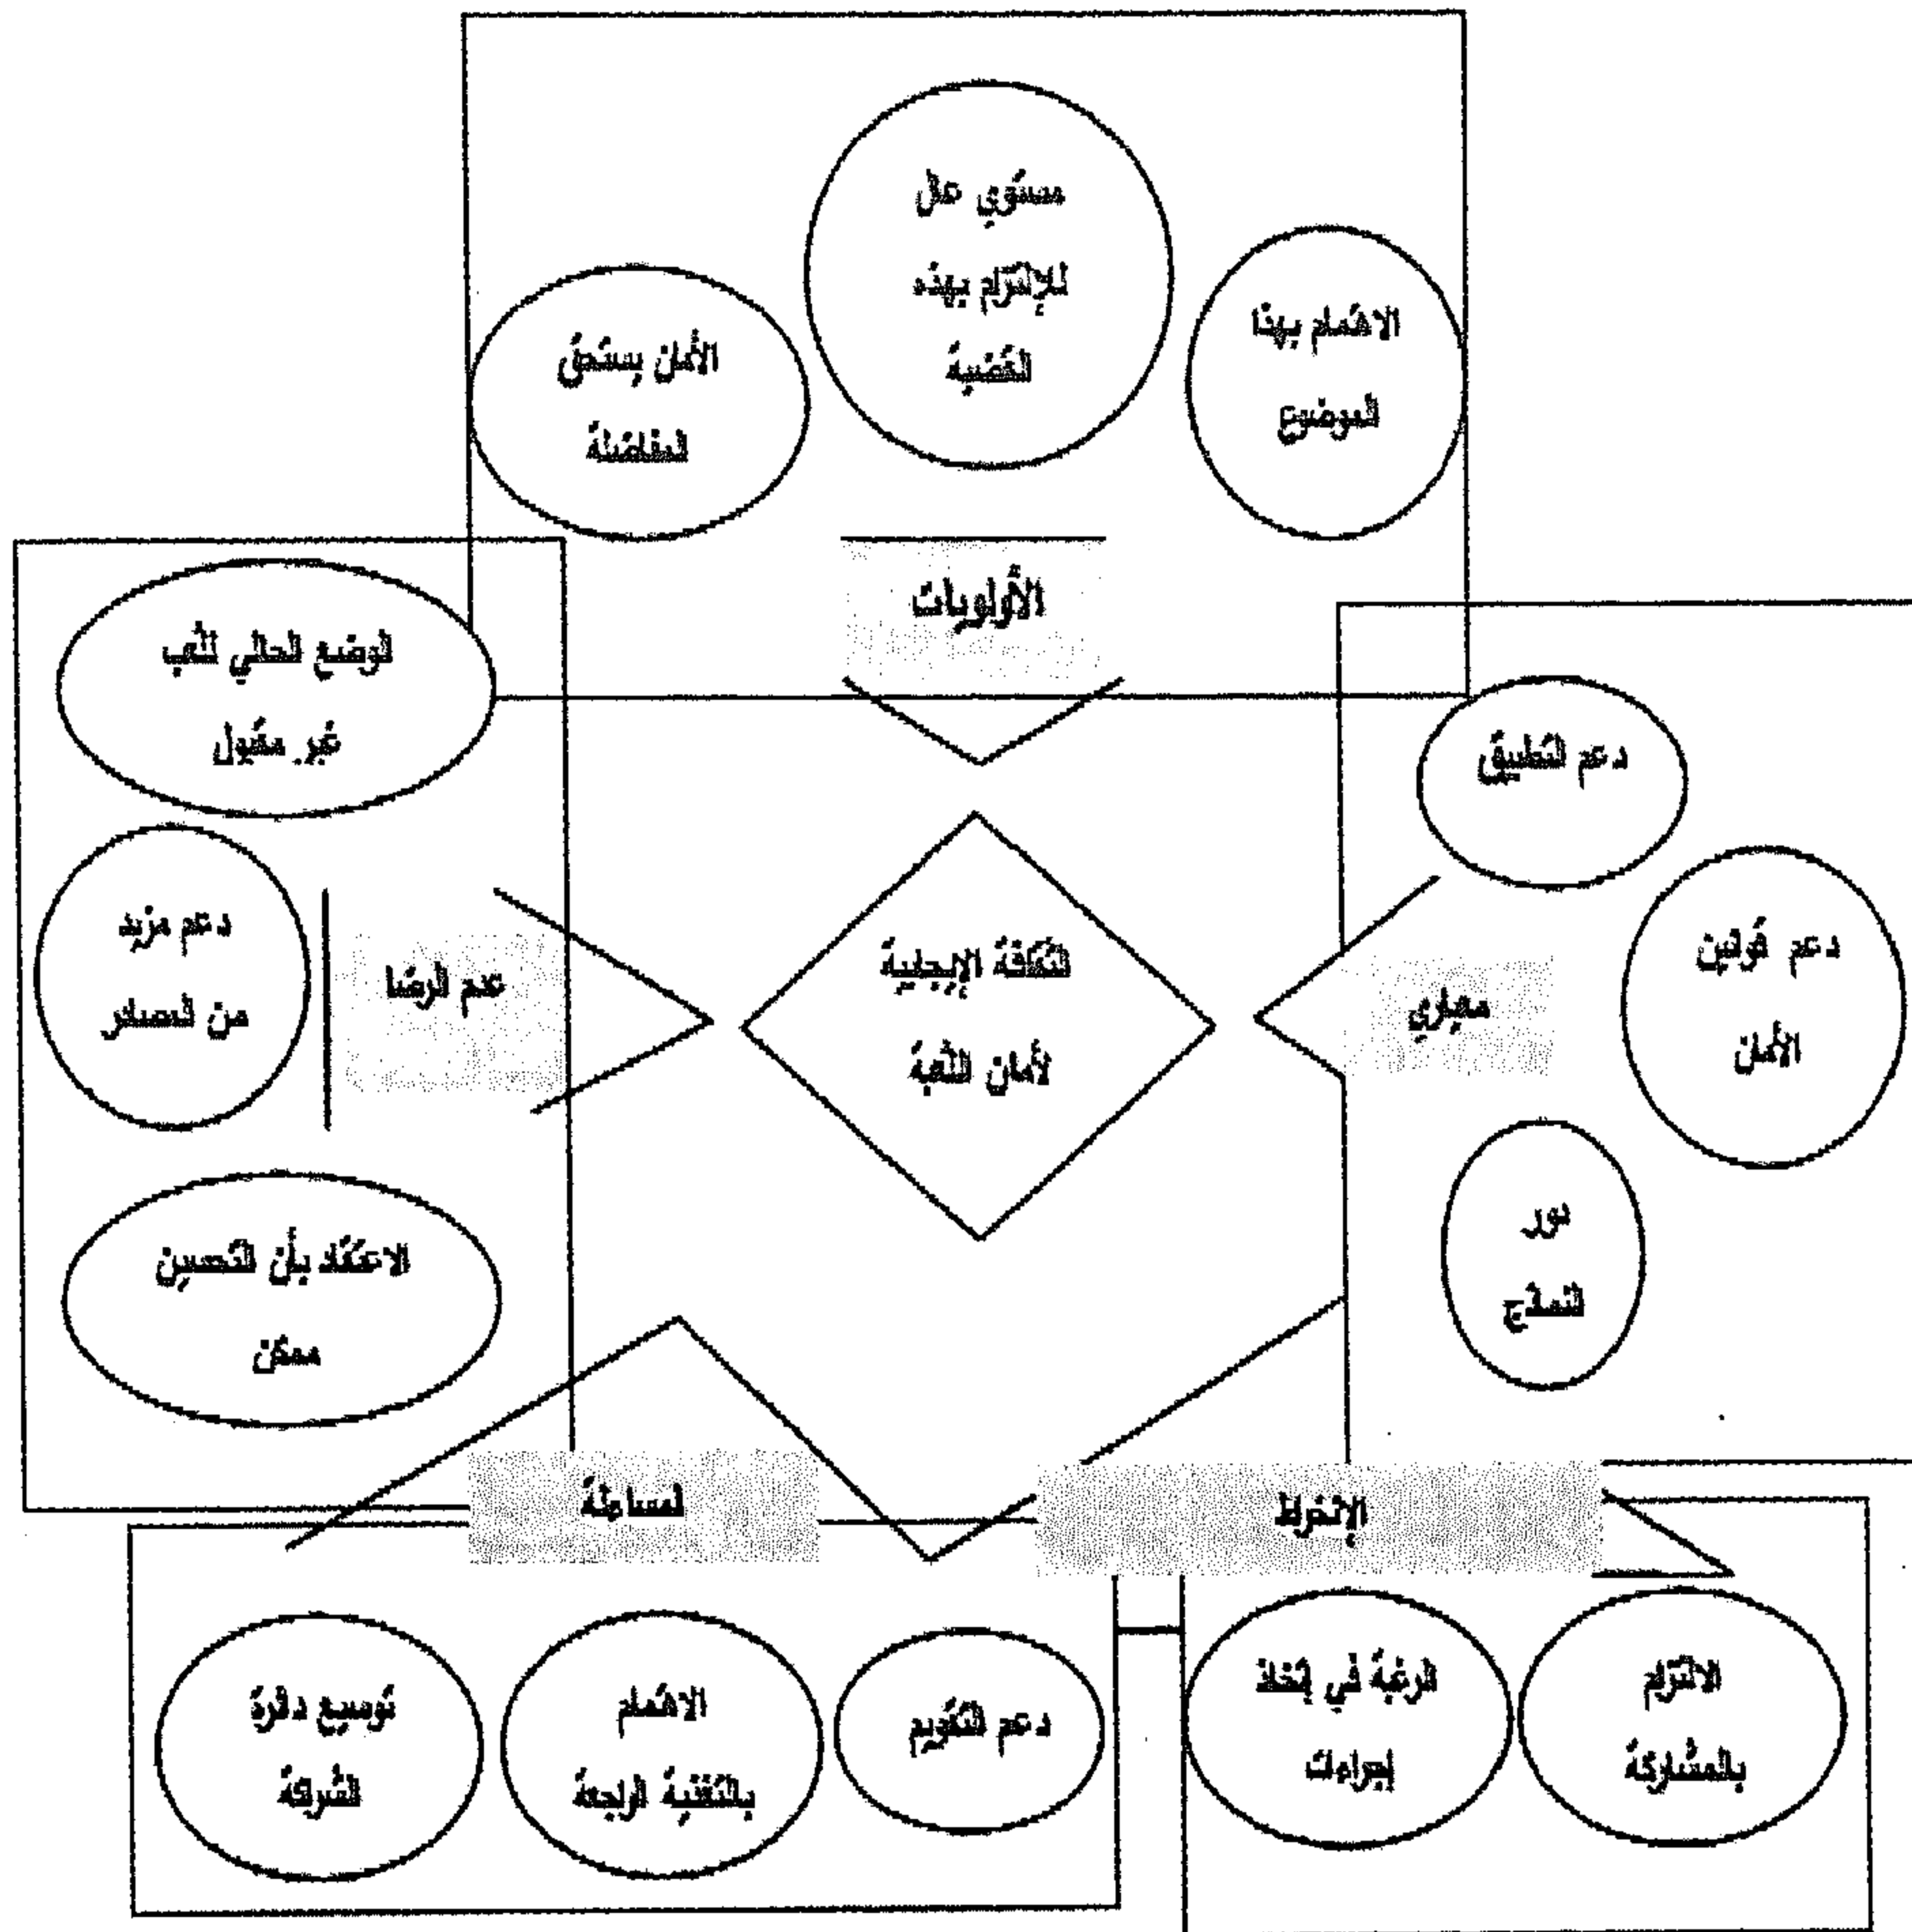 مستوي عال
للإلتزام بهذه
القضية
الاهتمام بهذا
الموضوع
الأمان يستحق
المفاضلة
الأولويات
الوضع الحالي للعب
غير مقبول
دعم مزيد
من المصادر
عدم الرضا
الاعتقاد بأن التحسين
ممكن
الثقافة الإيجابية
لأمان اللعبة
دعم التطبيق
دعم قوانين
الأمان
معياري
دور
النماذج
المساءلة
الإنخراط
توسيع دائرة
الشراكة
الاهتمام
بالتغذية الراجعة
دعم التقويم
الرغبة في إتخاذ
إجراءات
الالتزام
بالمشاركة